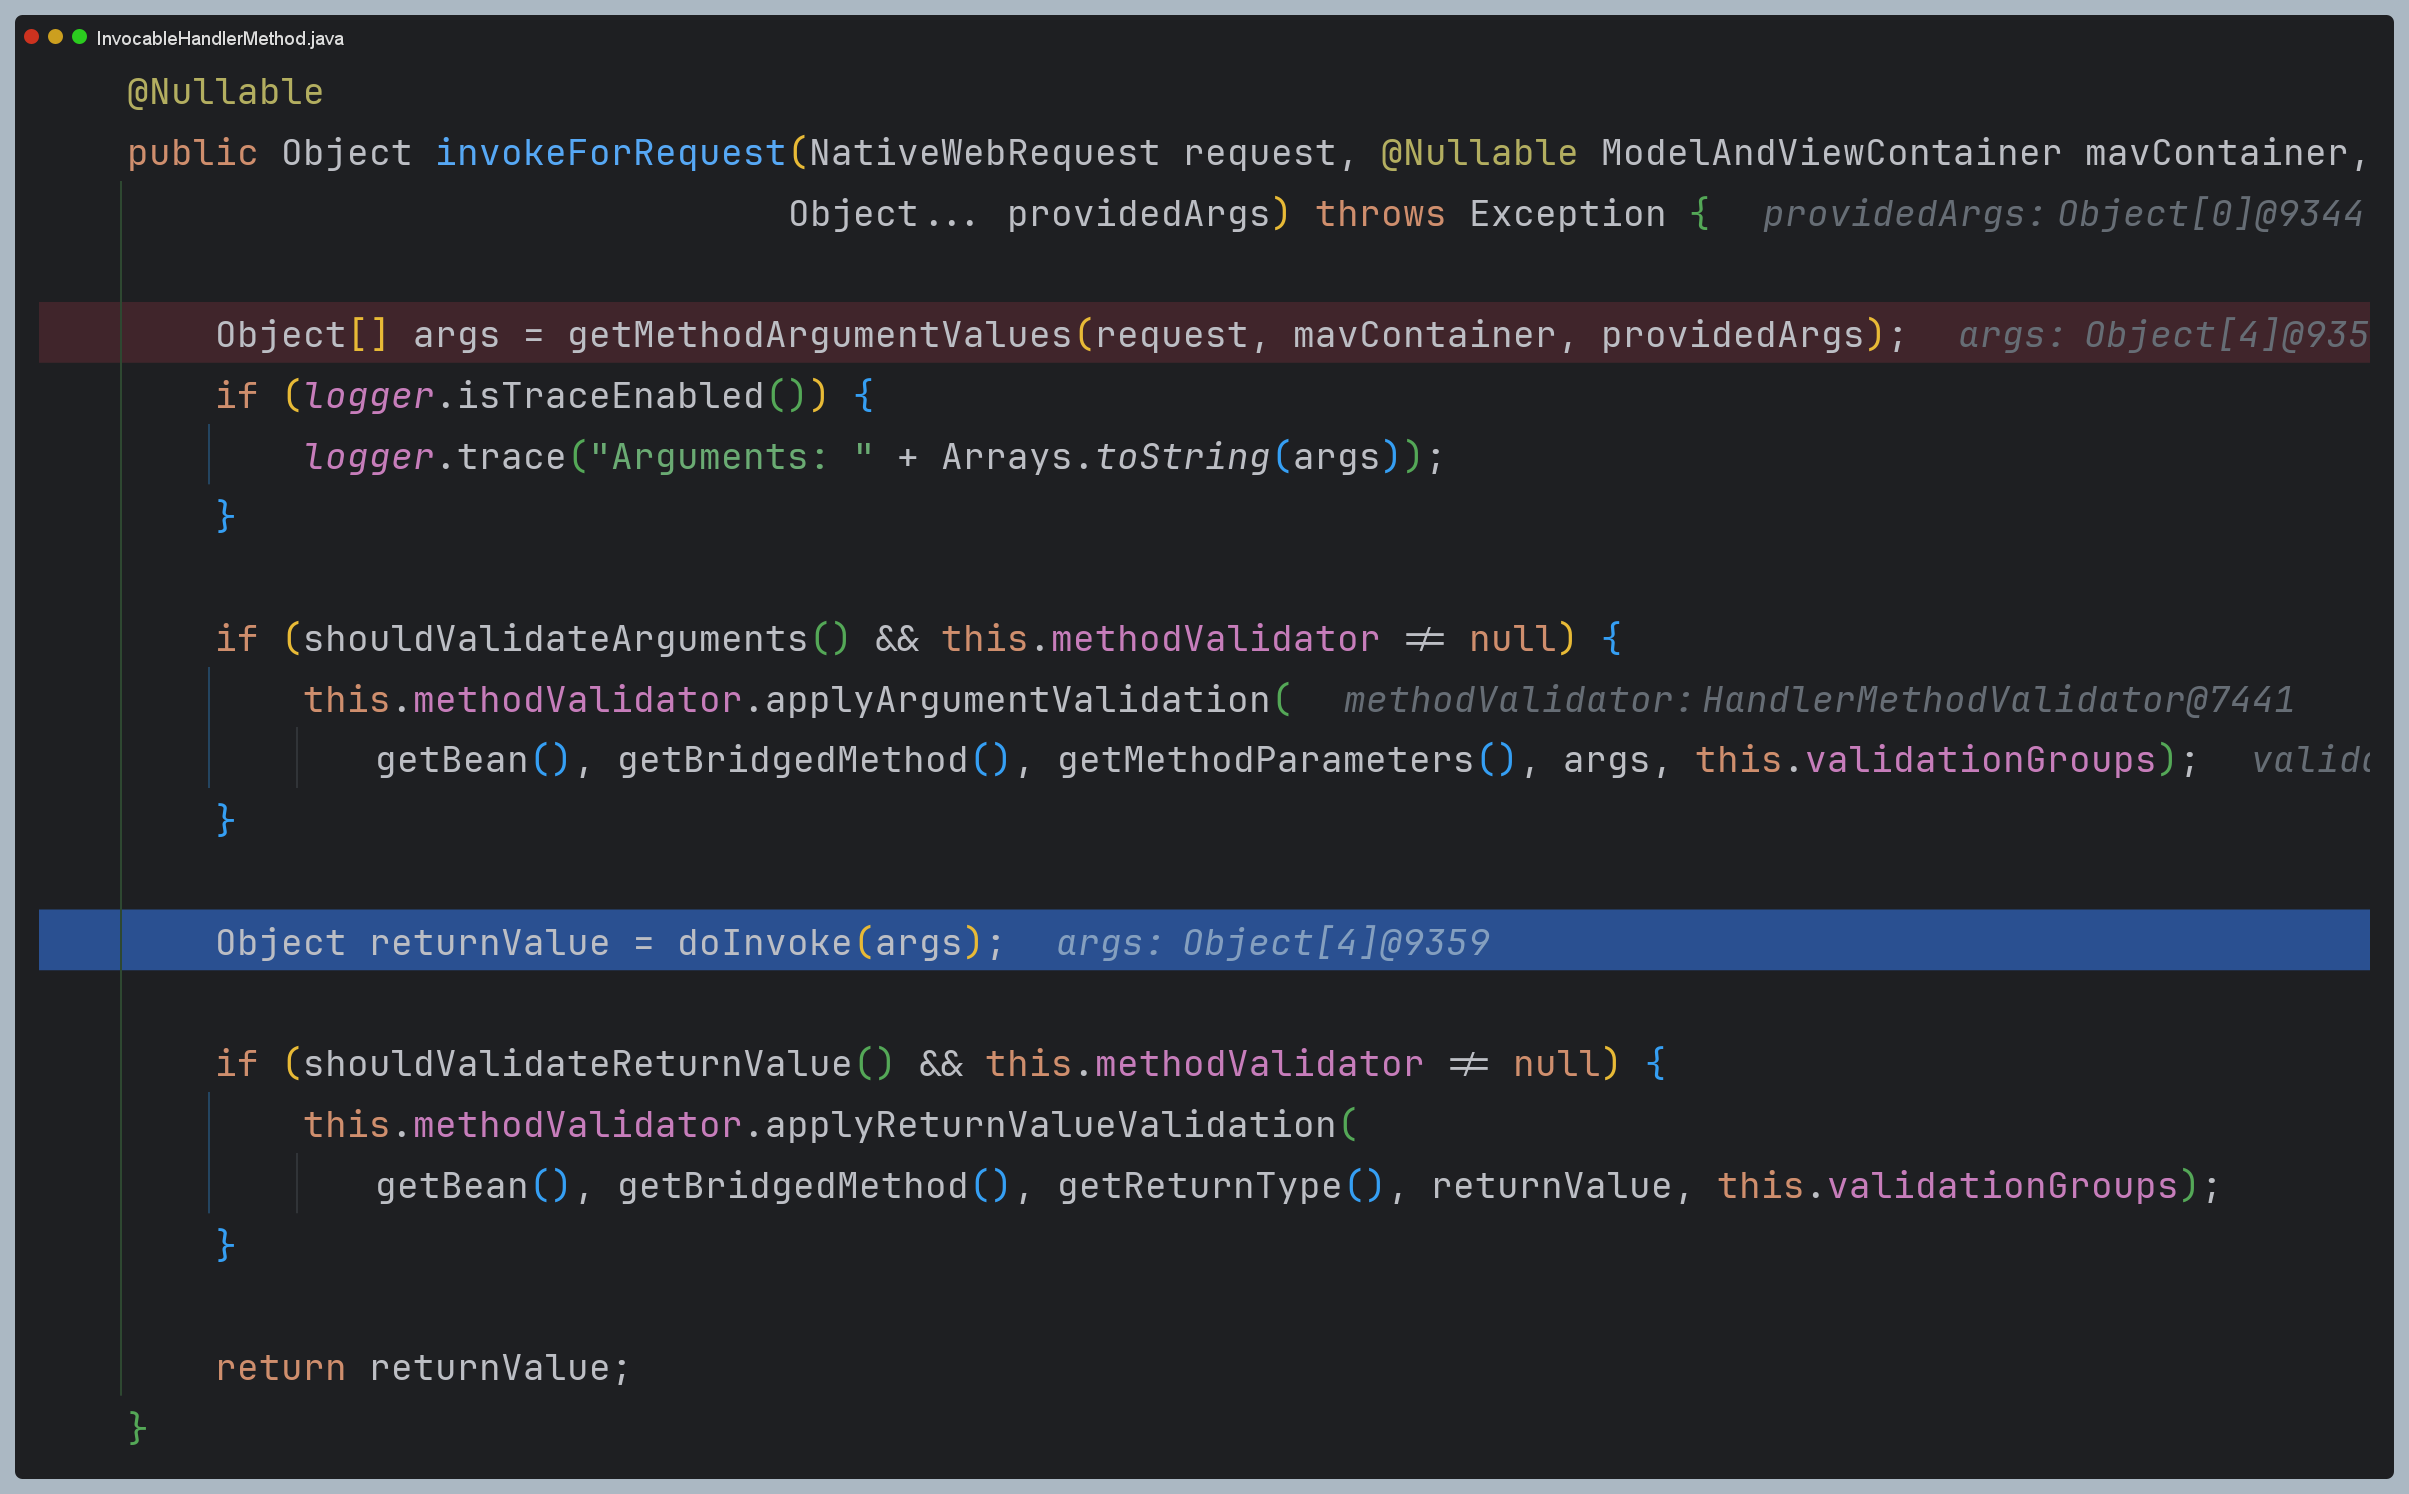 InvocableHandlerMethod.java
@Nullable
public Object invokeForRequest(NativeWebRequest request, @Nullable ModelAndViewContainer mavContainer,
Object... providedArgs) throws Exception { providedArgs: Object[0]@9344
Object[] args = getMethodArgumentValues(request, mavContainer, providedArgs); args: Object[4]@935
if (logger.isTraceEnabled()) {
logger.trace("Arguments: " + Arrays.toString(args));
}
if (shouldValidateArguments() && this.methodValidator != null) {
this.methodValidator.applyArgumentValidation( methodValidator: HandlerMethodValidator@7441
getBean(), getBridgedMethod(), getMethodParameters(), args, this.validationGroups);
}
Object returnValue = doInvoke(args); args: Object[4]@9359
if (shouldValidateReturnValue() && this.methodValidator != null) {
this.methodValidator.applyReturnValueValidation(
getBean(), getBridgedMethod(), getReturnType(), returnValue, this.validationGroups);
}
return returnValue;
}